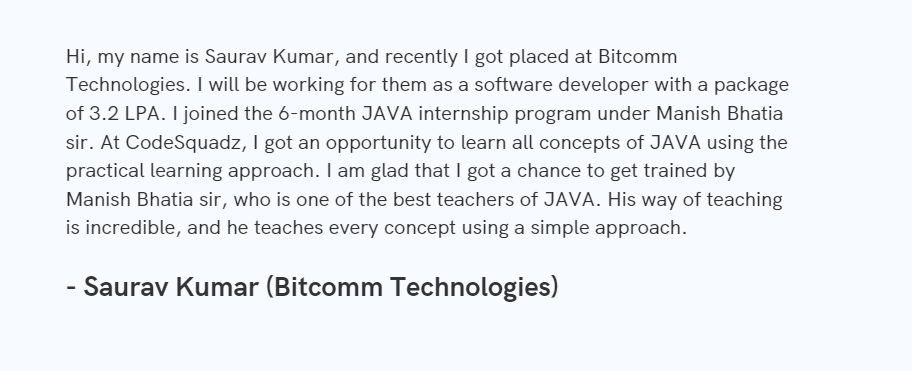 Hi, my name is Saurav Kumar, and recently I got placed at Bitcomm
Technologies. I will be working for them as a software developer with a package
of 3.2 LPA. I joined the 6-month JAVA internship program under Manish Bhatia
sir. At CodeSquadz, I got an opportunity to learn all concepts of JAVA using the
practical learning approach. I am glad that I got a chance to get trained by
Manish Bhatia sir, who is one of the best teachers of JAVA. His way of teaching
is incredible, and he teaches every concept using a simple approach.
- Saurav Kumar (Bitcomm Technologies)